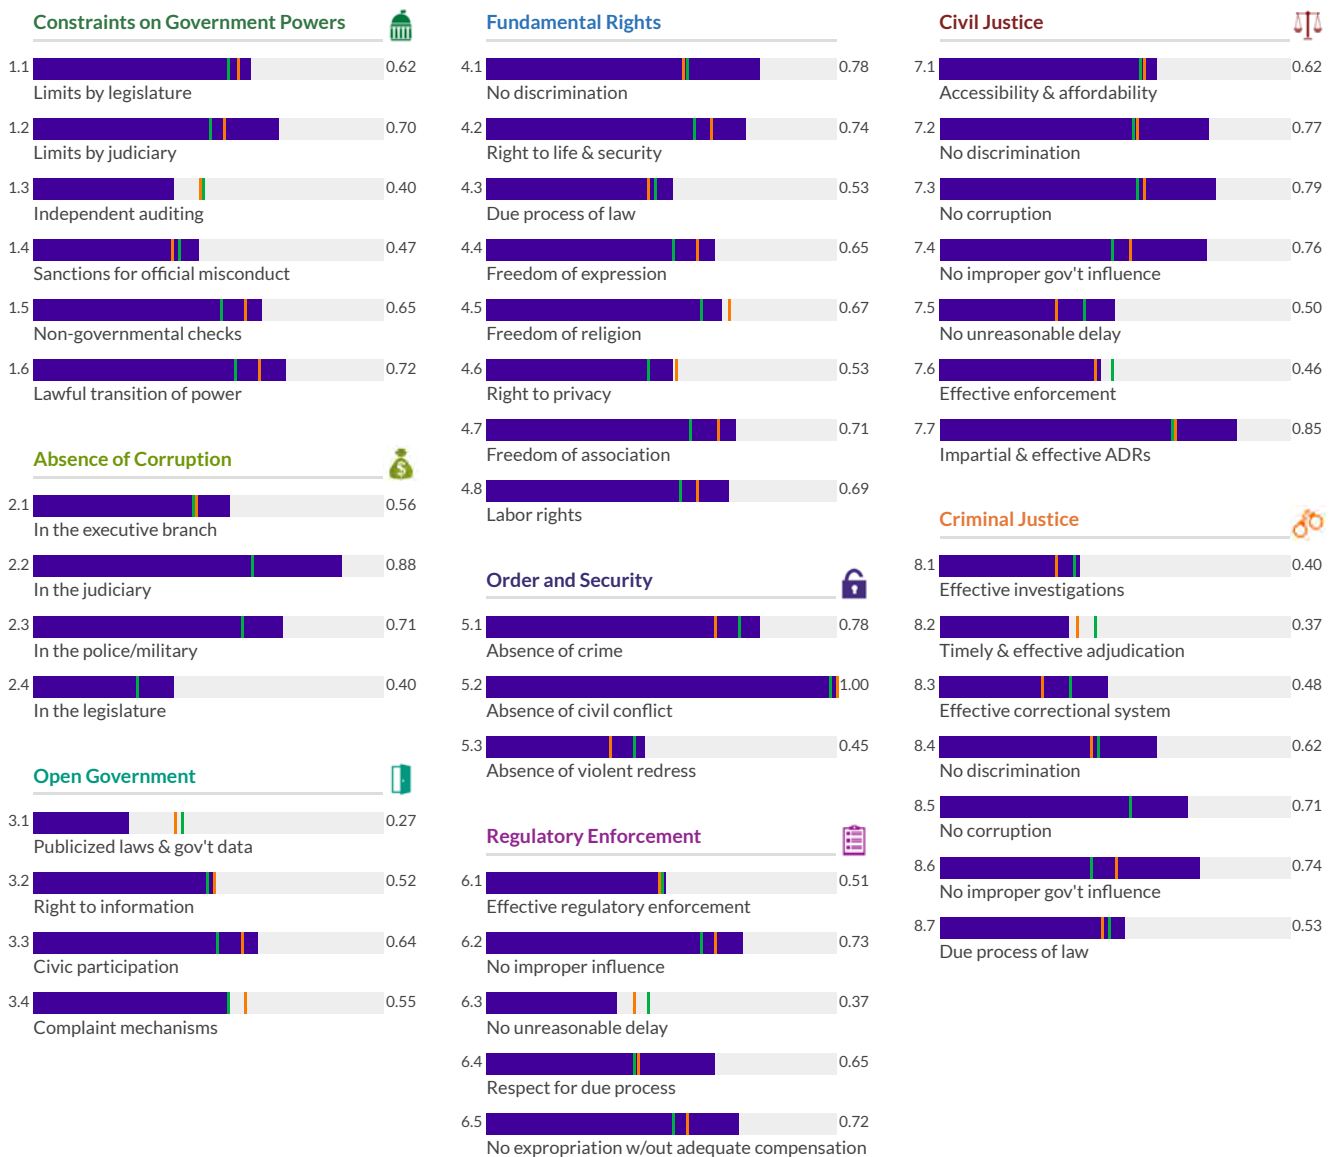 Constraints on Government Powers
1.1 0.62
Limits by legislature
1.2 0.70
Limits by judiciary
1.3 0.40
Independent auditing
1.4 0.47
Sanctions for official misconduct
1.5 0.65
Non-governmental checks
1.6 0.72
Lawful transition of power
Absence of Corruption
$
2.1 0.56
In the executive branch
2.2 0.88
In the judiciary
2.3 0.71
In the police/military
2.4 0.40
In the legislature
Open Government
3.1 0.27
Publicized laws & gov't data
3.2 0.52
Right to information
3.3 0.64
Civic participation
3.4 0.55
Complaint mechanisms
Fundamental Rights
4.1 0.78
No discrimination
4.2 0.74
Right to life & security
4.3 0.53
Due process of law
4.4 0.65
Freedom of expression
4.5 0.67
Freedom of religion
4.6 0.53
Right to privacy
4.7 0.71
Freedom of association
4.8 0.69
Labor rights
Order and Security
5.1 0.78
Absence of crime
5.2 1.00
Absence of civil conflict
5.3 0.45
Absence of violent redress
Regulatory Enforcement
6.1 0.51
Effective regulatory enforcement
6.2 0.73
No improper influence
6.3 0.37
No unreasonable delay
6.4 0.65
Respect for due process
6.5 0.72
No expropriation w/out adequate compensation
Civil Justice
7.1 0.62
Accessibility & affordability
7.2 0.77
No discrimination
7.3 0.79
No corruption
7.4 0.76
No improper gov't influence
7.5 0.50
No unreasonable delay
7.6 0.46
Effective enforcement
7.7 0.85
Impartial & effective ADRs
Criminal Justice
8.1 0.40
Effective investigations
8.2 0.37
Timely & effective adjudication
8.3 0.48
Effective correctional system
8.4 0.62
No discrimination
8.5 0.71
No corruption
8.6 0.74
No improper gov't influence
8.7 0.53
Due process of law